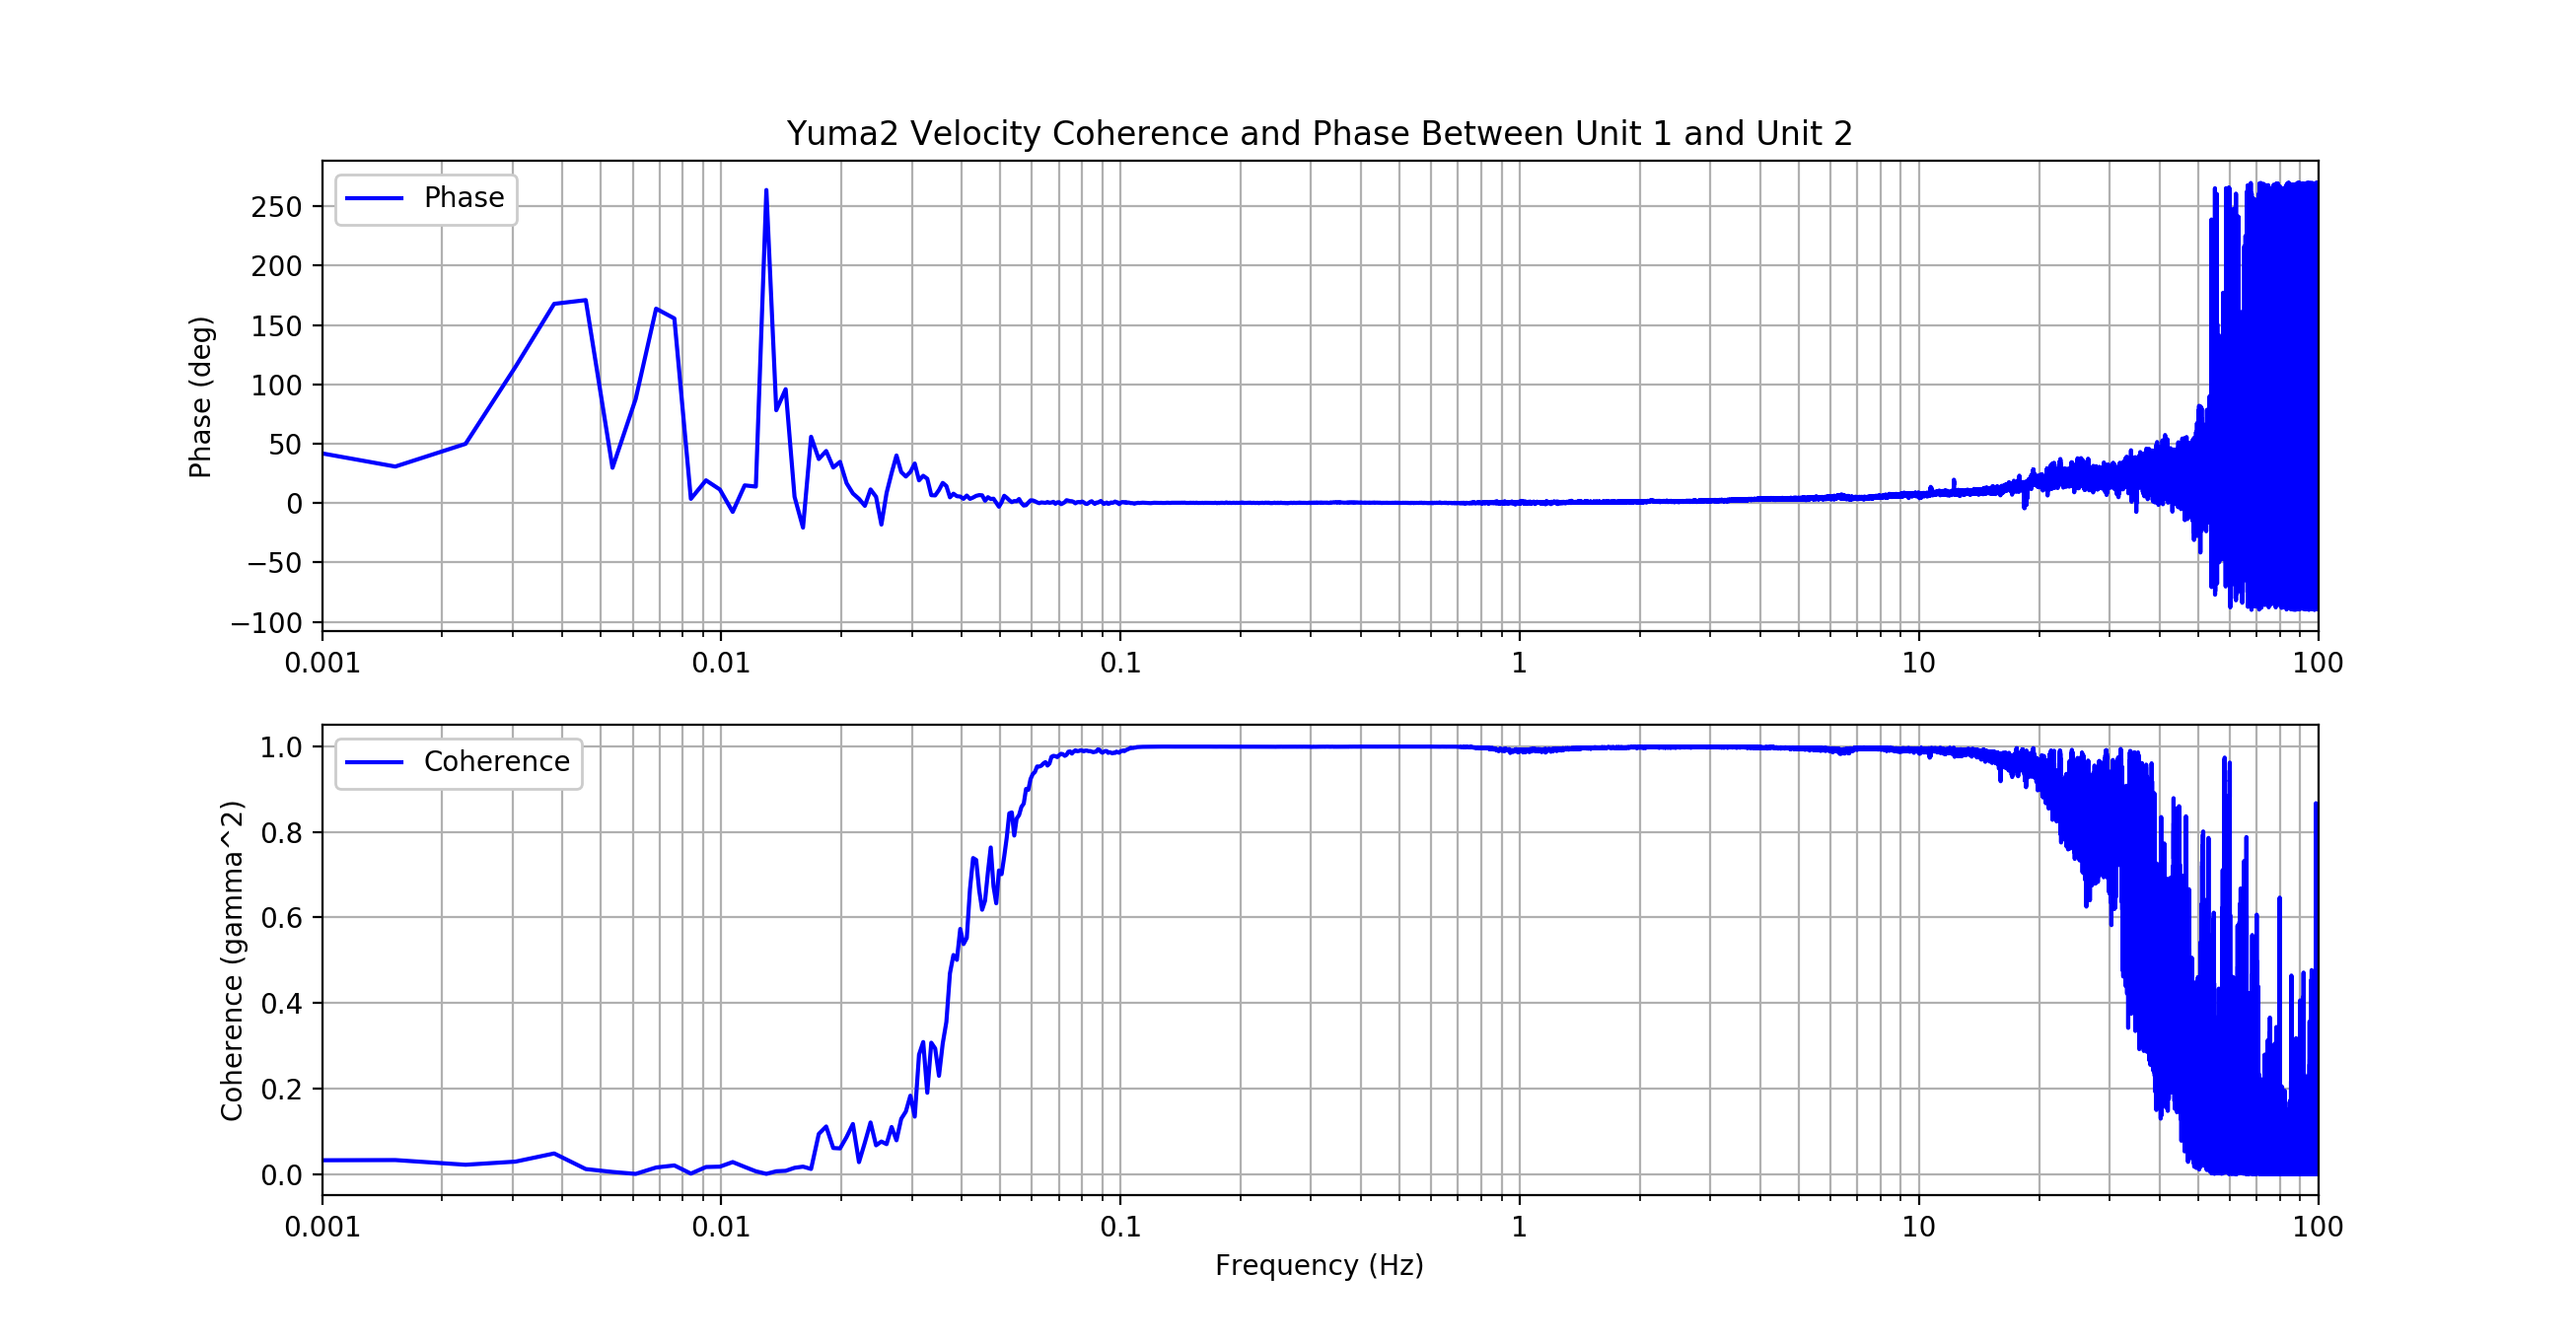 Yuma2 Velocity Coherence and Phase Between Unit 1 and Unit 2
Phase
Phase (deg)
250
200
150
100
50
0
−50
−100
0.001 0.01 0.1 1 10 100
Coherence
Coherence (gamma^2)
1.0
0.8
0.6
0.4
0.2
0.0
0.001 0.01 0.1 1 10 100
Frequency (Hz)